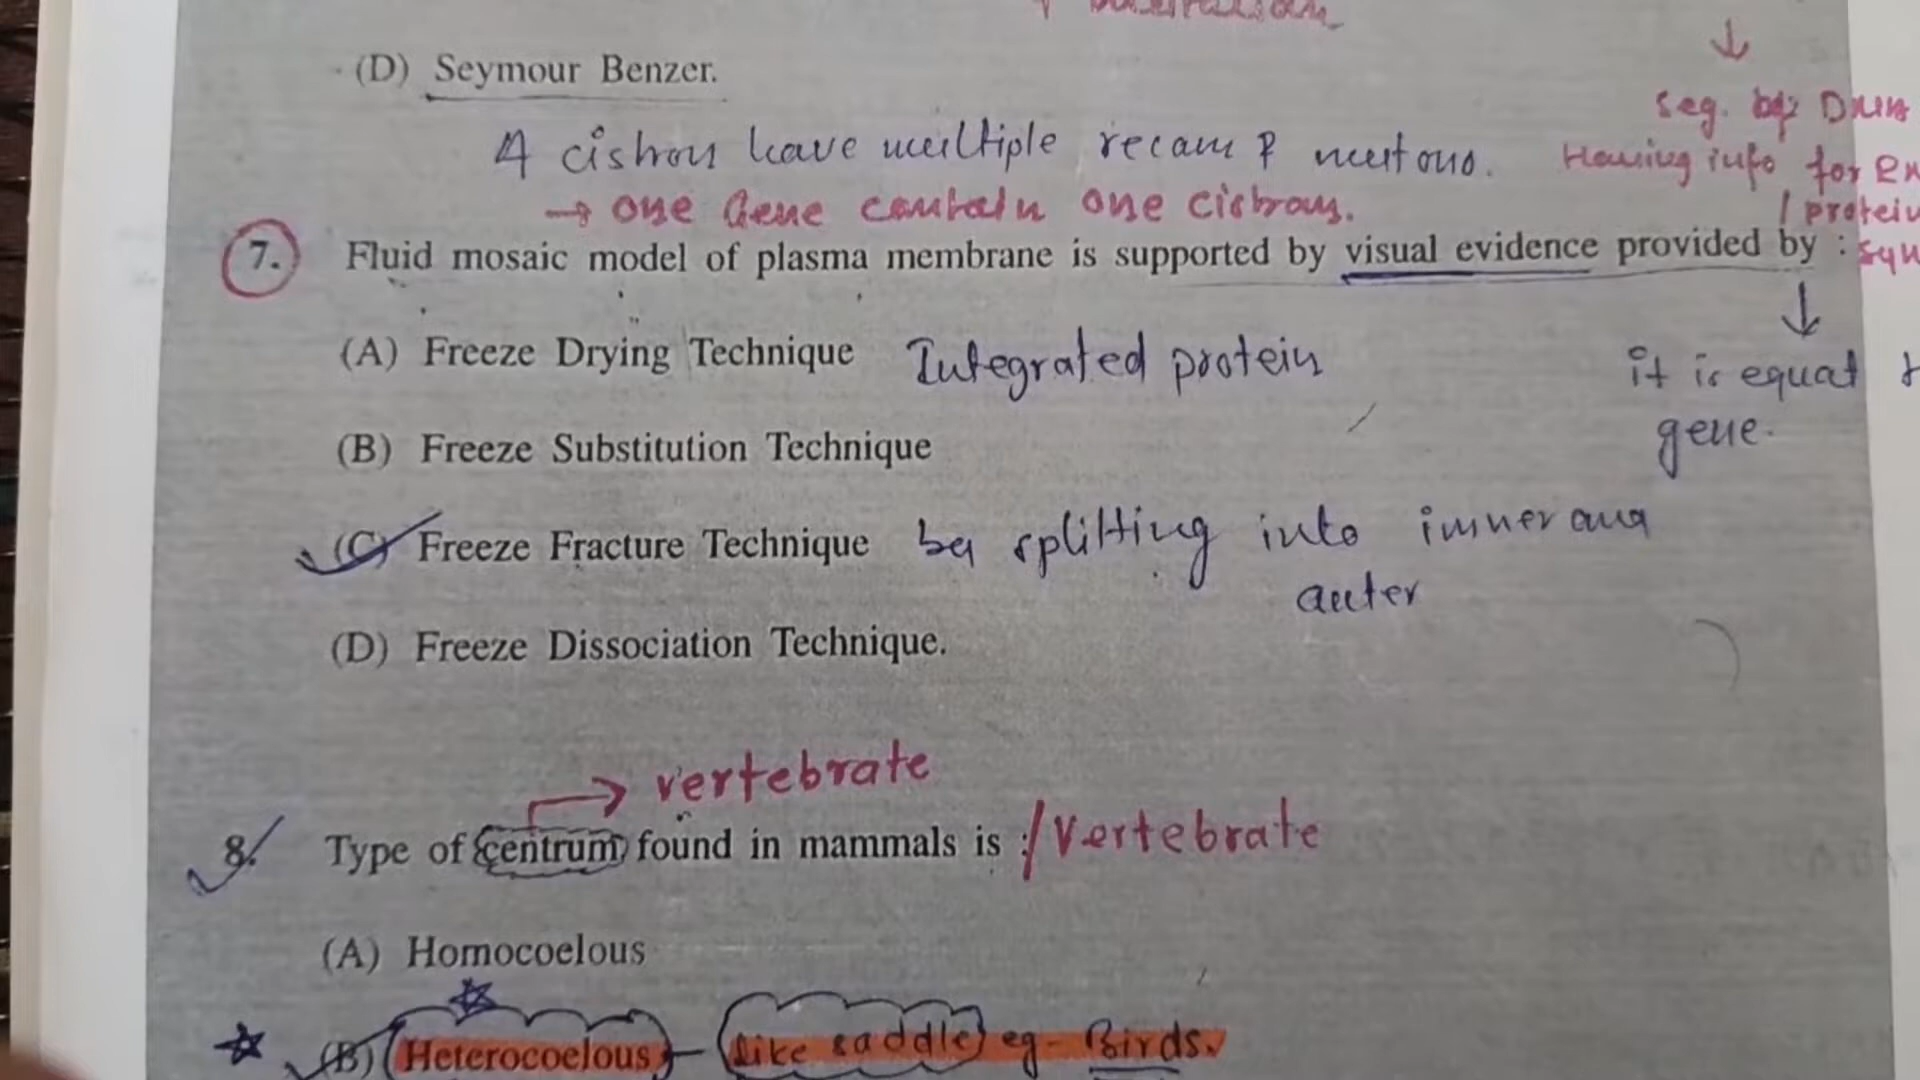 (D) Seymour Benzer.
seg. of DNA
A cistron have multiple recom & mutons.
Having info for
→ one Gene contain one cistrons.
/ protein
7. Fluid mosaic model of plasma membrane is supported by visual evidence provided by :
(A) Freeze Drying Technique Integrated protein
it is equal
gene.
(B) Freeze Substitution Technique
(C) Freeze Fracture Technique by splitting into inner and
outer
(D) Freeze Dissociation Technique.
→ vertebrate
8. Type of centrum found in mammals is : / Vertebrate
(A) Homocoelous
(B) Heterocoelous - like saddle eg - Birds.